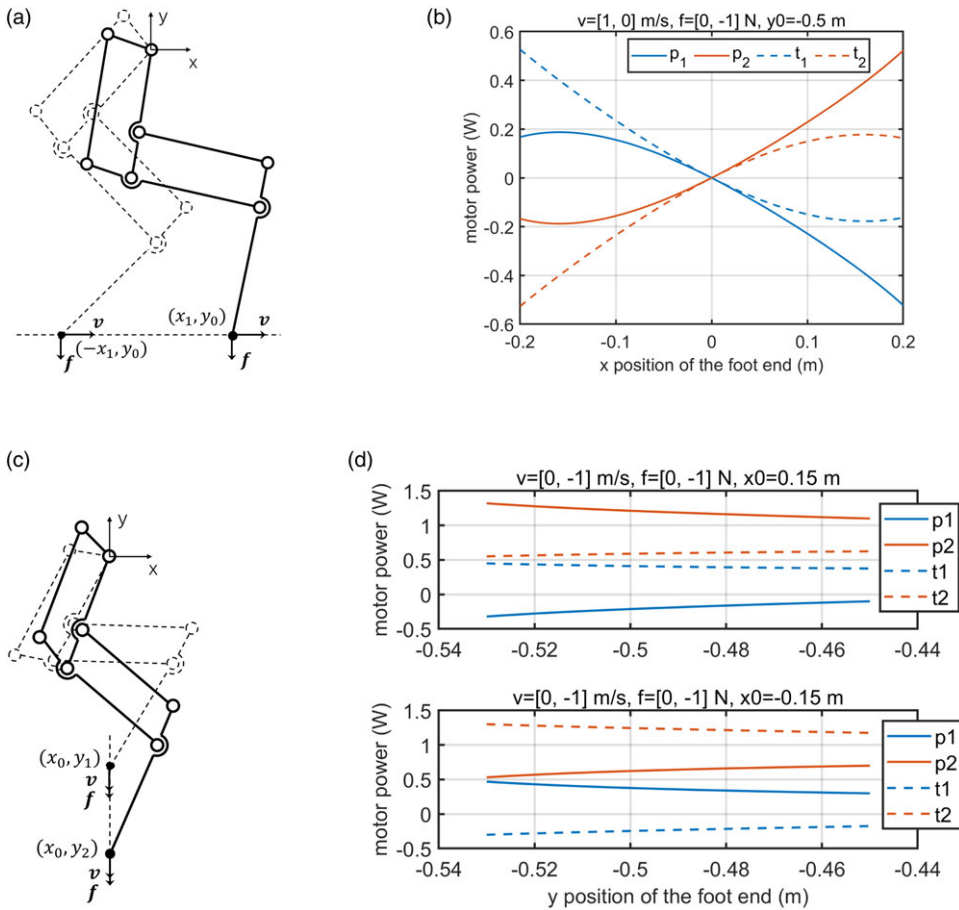 (a)
y
x
(x₁, y₀)
v
v
(−x₁, y₀)
f
f
(b)
v=[1, 0] m/s, f=[0, -1] N, y0=-0.5 m
0.6
0.4
0.2
0
-0.2
-0.4
-0.6
motor power (W)
p₁ p₂ t₁ t₂
-0.2 -0.1 0 0.1 0.2
x position of the foot end (m)
(c)
y
x
(x₀, y₁)
v
f
(x₀, y₂)
v
f
(d)
v=[0, -1] m/s, f=[0, -1] N, x0=0.15 m
1.5
1
0.5
0
-0.5
motor power (W)
p1
p2
t1
t2
-0.54 -0.52 -0.5 -0.48 -0.46 -0.44
v=[0, -1] m/s, f=[0, -1] N, x0=-0.15 m
1.5
1
0.5
0
-0.5
motor power (W)
p1
p2
t1
t2
-0.54 -0.52 -0.5 -0.48 -0.46 -0.44
y position of the foot end (m)